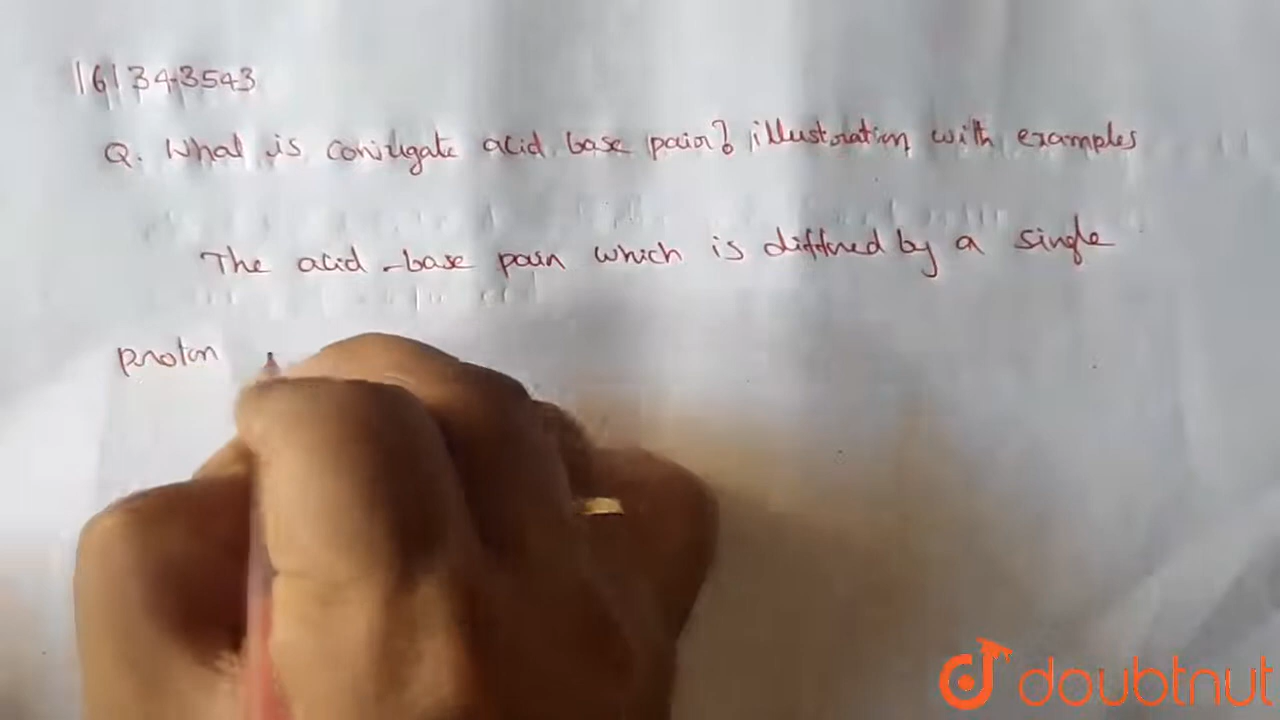 161343543
Q. What is conjugate acid base pair? illustration with examples
The acid-base pair which is differed by a single
proton
doubtnut